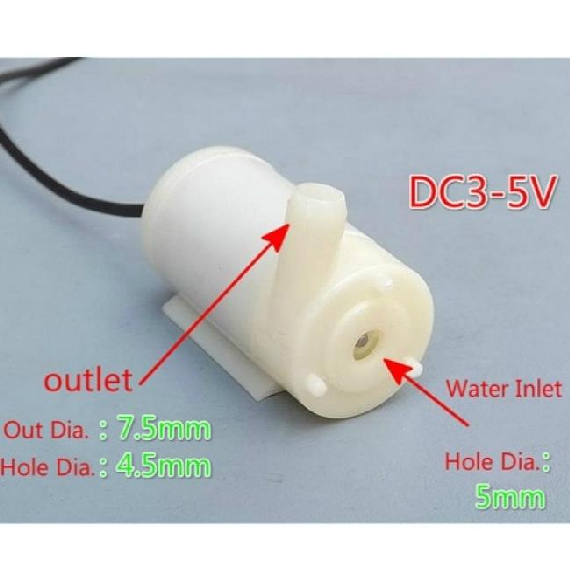 DC3-5V
outlet
Out Dia. : 7.5mm
Hole Dia. : 4.5mm
Water Inlet
Hole Dia.:
5mm